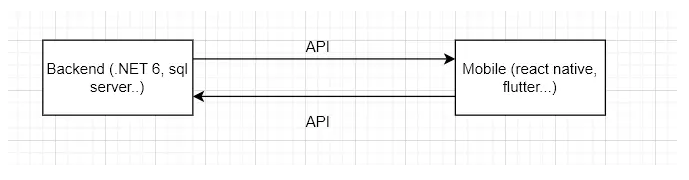 API
Backend (.NET 6, sql
server..)
Mobile (react native,
flutter...)
API